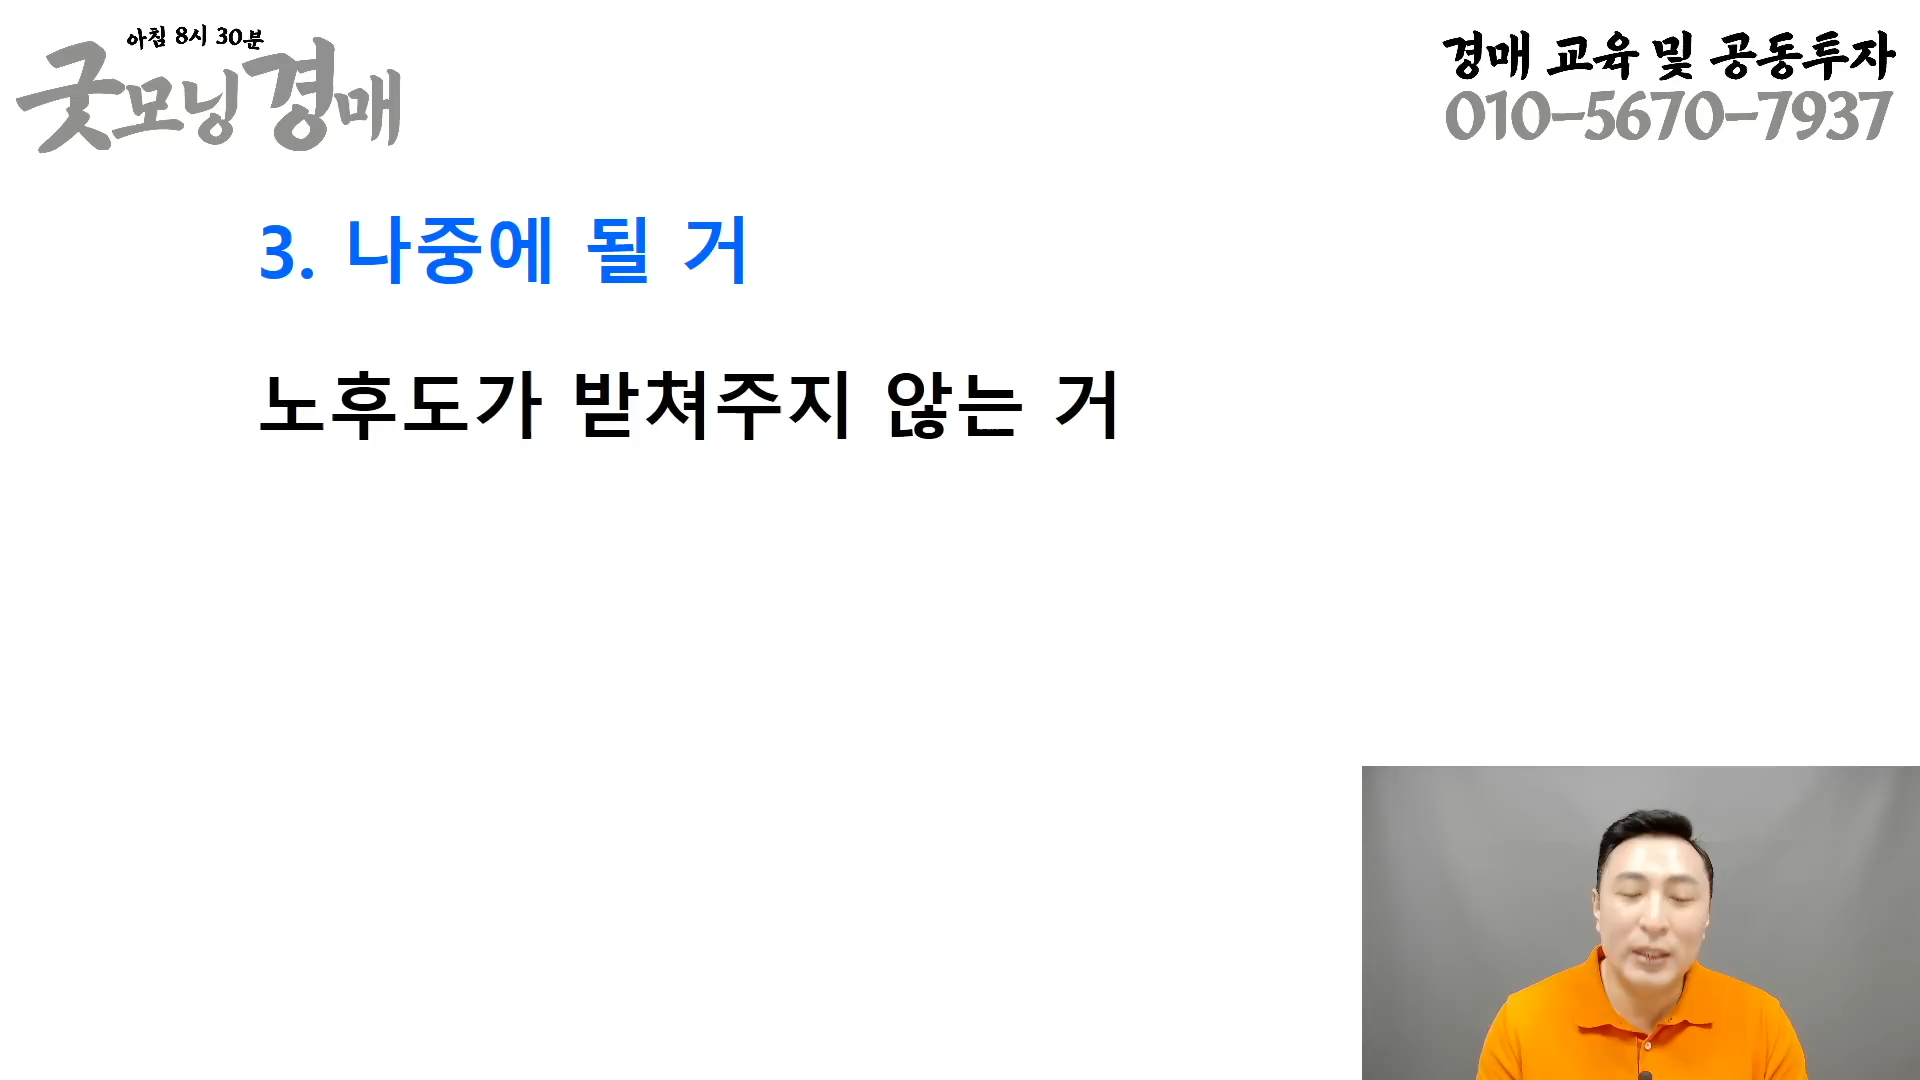 아침 8시 30분
굿모닝경매
경매 교육 및 공동투자
010-5670-7937
3. 나중에 될 거
노후도가 받쳐주지 않는 거